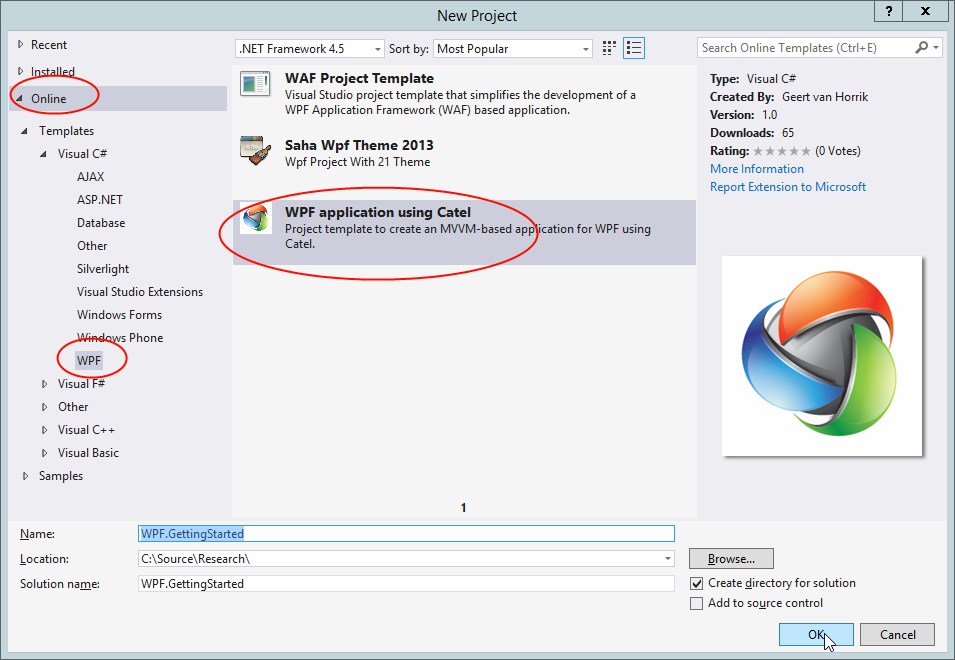 New Project
?
x
Recent
Installed
Online
Templates
Visual C#
AJAX
ASP.NET
Database
Other
Silverlight
Visual Studio Extensions
Windows Forms
Windows Phone
WPF
Visual F#
Other
Visual C++
Visual Basic
Samples
.NET Framework 4.5
Sort by: Most Popular
WAF Project Template
Visual Studio project template that simplifies the development of a
WPF Application Framework (WAF) based application.
Saha Wpf Theme 2013
Wpf Project With 21 Theme
WPF application using Catel
Project template to create an MVVM-based application for WPF using
Catel.
1
Search Online Templates (Ctrl+E)
Type: Visual C#
Created By: Geert van Horrik
Version: 1.0
Downloads: 65
Rating: ★★★★★ (0 Votes)
More Information
Report Extension to Microsoft
Name: WPF.GettingStarted
Location: C:\Source\Research\
Browse...
Solution name: WPF.GettingStarted
Create directory for solution
Add to source control
OK
Cancel